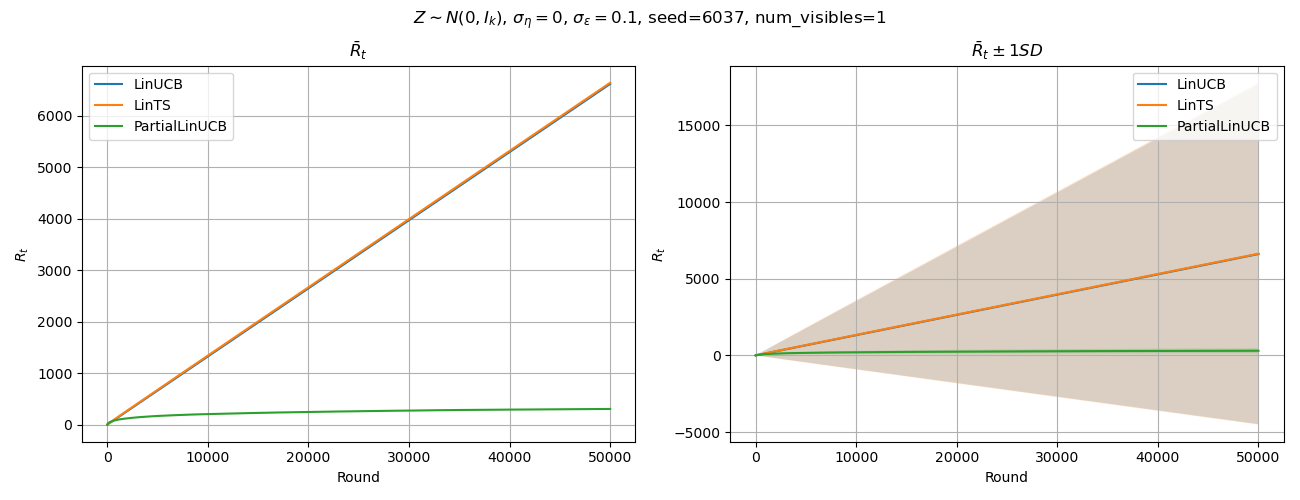 Z ∼ N(0, I_k), σ_η = 0, σ_ε = 0.1, seed=6037, num_visibles=1
R̄_t
LinUCB
LinTS
PartialLinUCB
6000
5000
4000
3000
2000
1000
0
R_t
0 10000 20000 30000 40000 50000
Round
R̄_t ± 1SD
LinUCB
LinTS
PartialLinUCB
15000
10000
5000
0
−5000
R_t
0 10000 20000 30000 40000 50000
Round